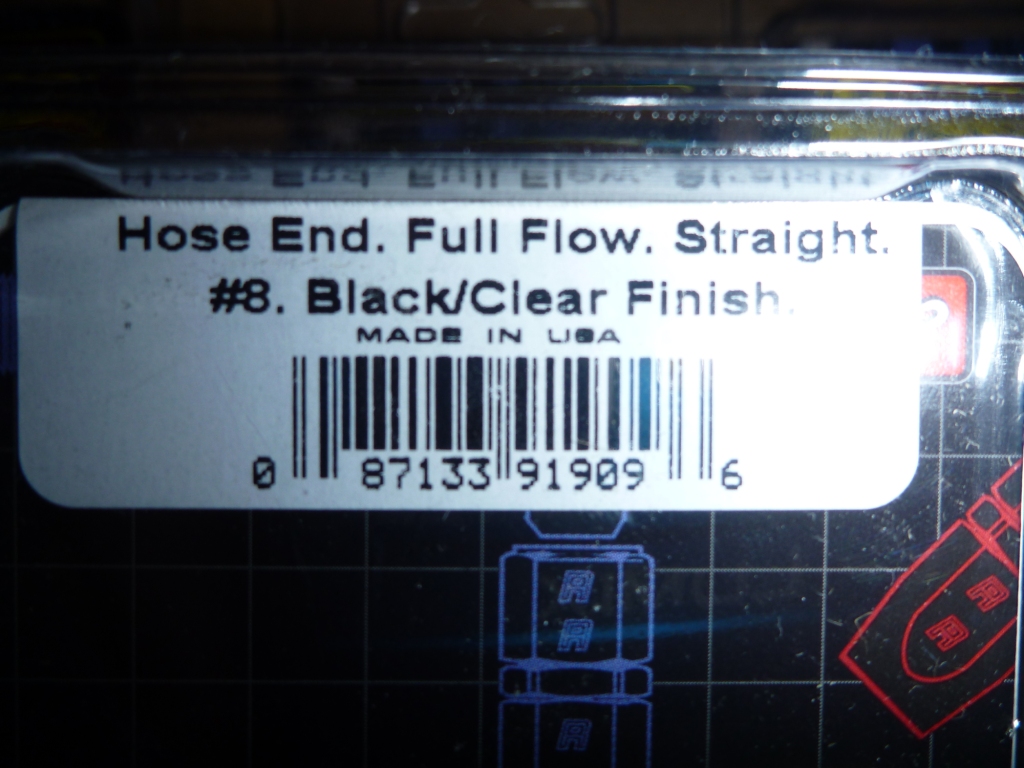 Hose End. Full Flow. Straight.
#8. Black/Clear Finish.
MADE IN USA
0 87133 91909 6